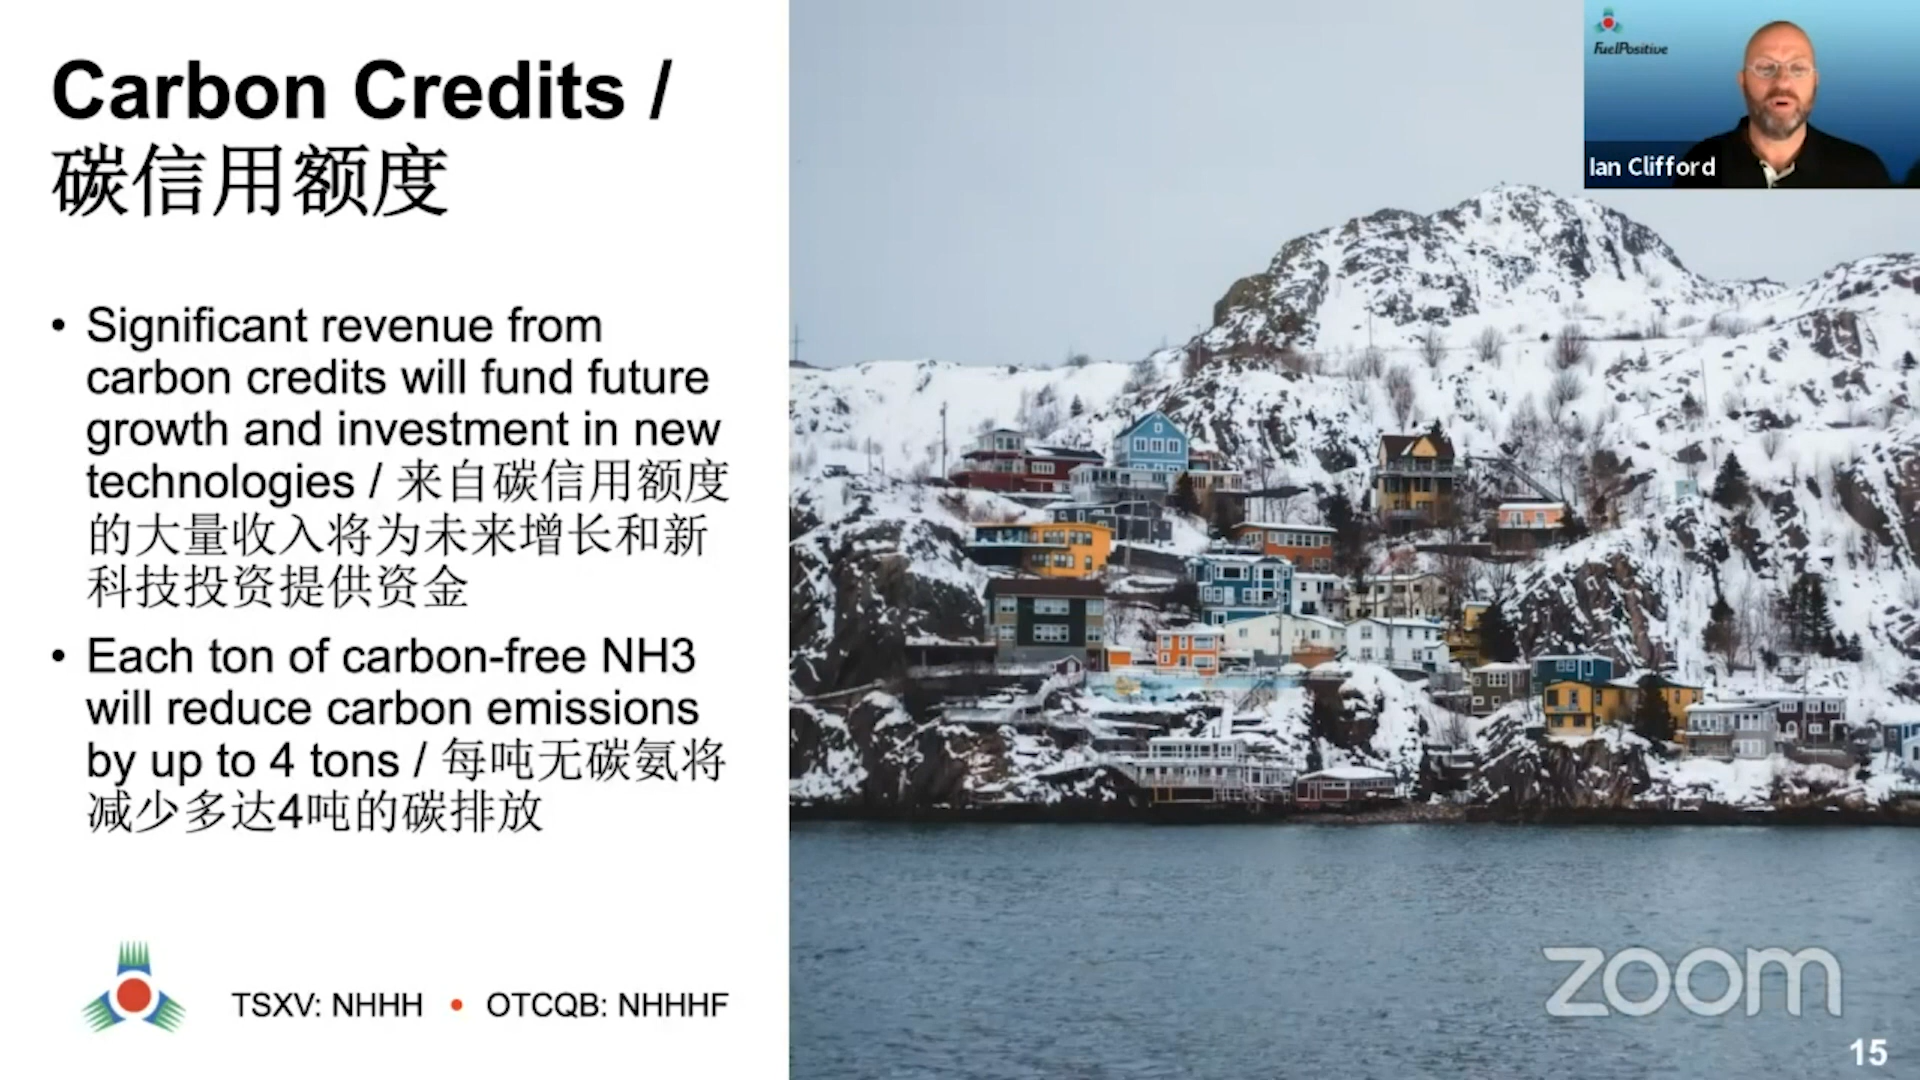 Carbon Credits /
碳信用额度
• Significant revenue from
carbon credits will fund future
growth and investment in new
technologies / 来自碳信用额度
的大量收入将为未来增长和新
科技投资提供资金
• Each ton of carbon-free NH3
will reduce carbon emissions
by up to 4 tons / 每吨无碳氨将
减少多达4吨的碳排放
TSXV: NHHH • OTCQB: NHHHF
FuelPositive
Ian Clifford
zoom
15